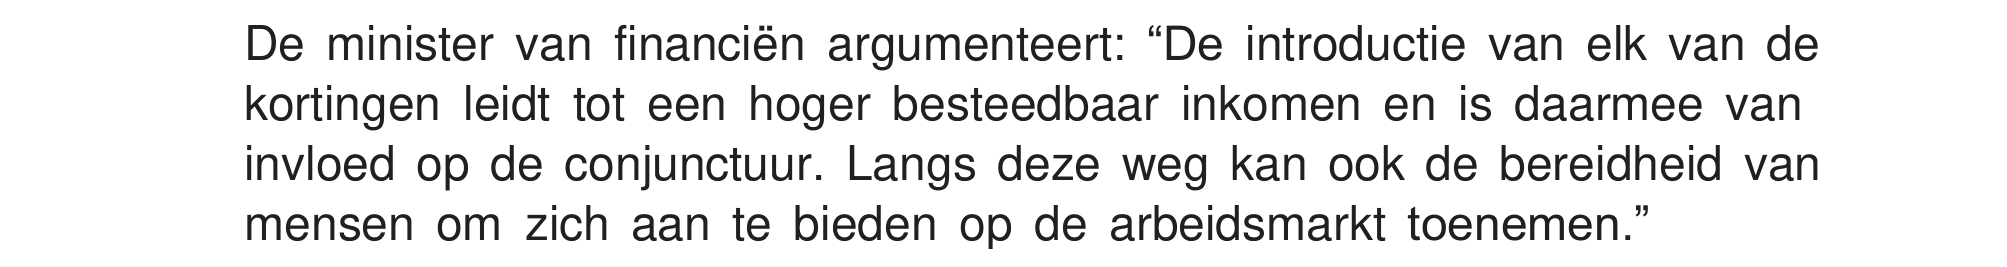 De minister van financiën argumenteert: “De introductie van elk van de
kortingen leidt tot een hoger besteedbaar inkomen en is daarmee van
invloed op de conjunctuur. Langs deze weg kan ook de bereidheid van
mensen om zich aan te bieden op de arbeidsmarkt toenemen.”